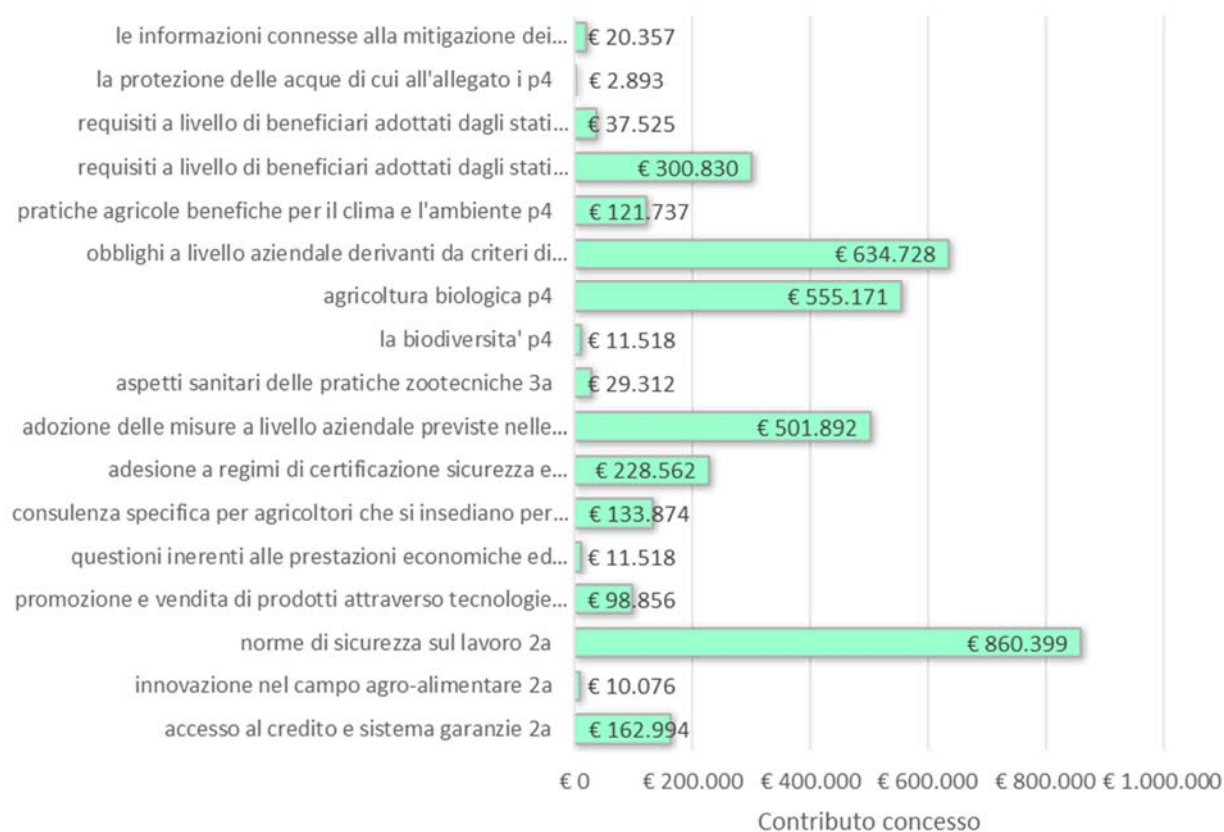 le informazioni connesse alla mitigazione dei... € 20.357
la protezione delle acque di cui all'allegato i p4 € 2.893
requisiti a livello di beneficiari adottati dagli stati... € 37.525
requisiti a livello di beneficiari adottati dagli stati... € 300.830
pratiche agricole benefiche per il clima e l'ambiente p4 € 121.737
obblighi a livello aziendale derivanti da criteri di... € 634.728
agricoltura biologica p4 € 555.171
la biodiversita' p4 € 11.518
aspetti sanitari delle pratiche zootecniche 3a € 29.312
adozione delle misure a livello aziendale previste nelle... € 501.892
adesione a regimi di certificazione sicurezza e... € 228.562
consulenza specifica per agricoltori che si insediano per... € 133.874
questioni inerenti alle prestazioni economiche ed... € 11.518
promozione e vendita di prodotti attraverso tecnologie... € 98.856
norme di sicurezza sul lavoro 2a € 860.399
innovazione nel campo agro-alimentare 2a € 10.076
accesso al credito e sistema garanzie 2a € 162.994
€ 0 € 200.000 € 400.000 € 600.000 € 800.000 € 1.000.000
Contributo concesso